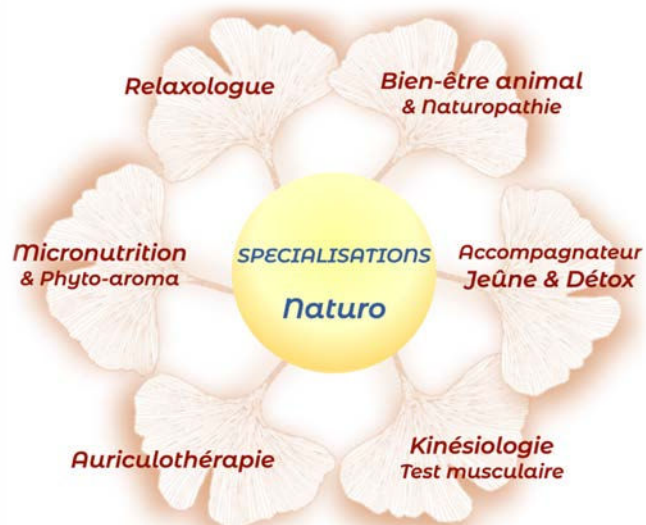 Relaxologue
Bien-être animal
& Naturopathie
Micronutrition
& Phyto-aroma
SPECIALISATIONS
Naturo
Accompagnateur
Jeûne & Détox
Auriculothérapie
Kinésiologie
Test musculaire